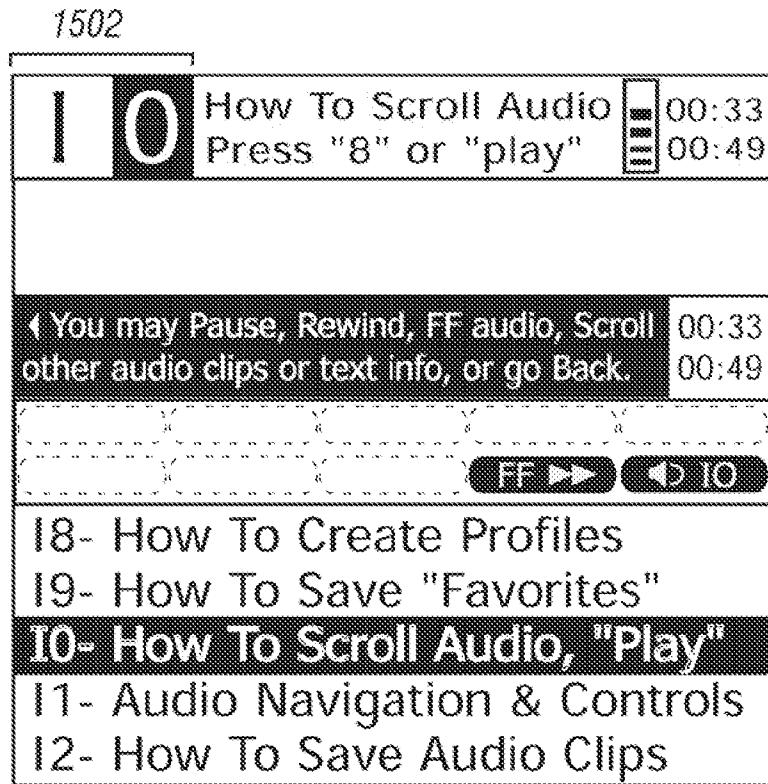 1502
I 0 How To Scroll Audio 00:33
Press "8" or "play" 00:49
You may Pause, Rewind, FF audio, Scroll 00:33
other audio clips or text info, or go Back. 00:49
FF IO
I8- How To Create Profiles
I9- How To Save "Favorites"
I0- How To Scroll Audio, "Play"
I1- Audio Navigation & Controls
I2- How To Save Audio Clips